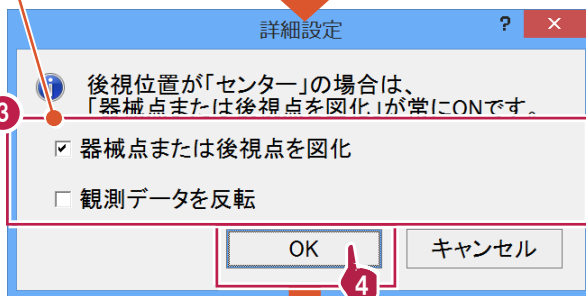 詳細設定
? ×
後視位置が「センター」の場合は、
「器械点または後視点を図化」が常にONです。
3
器械点または後視点を図化
観測データを反転
OK キャンセル
4